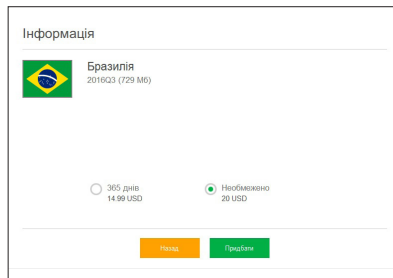 Інформація
Бразилія
2016Q3 (729 Мб)
365 днів
14.99 USD
Необмежено
20 USD
Назад
Придбати